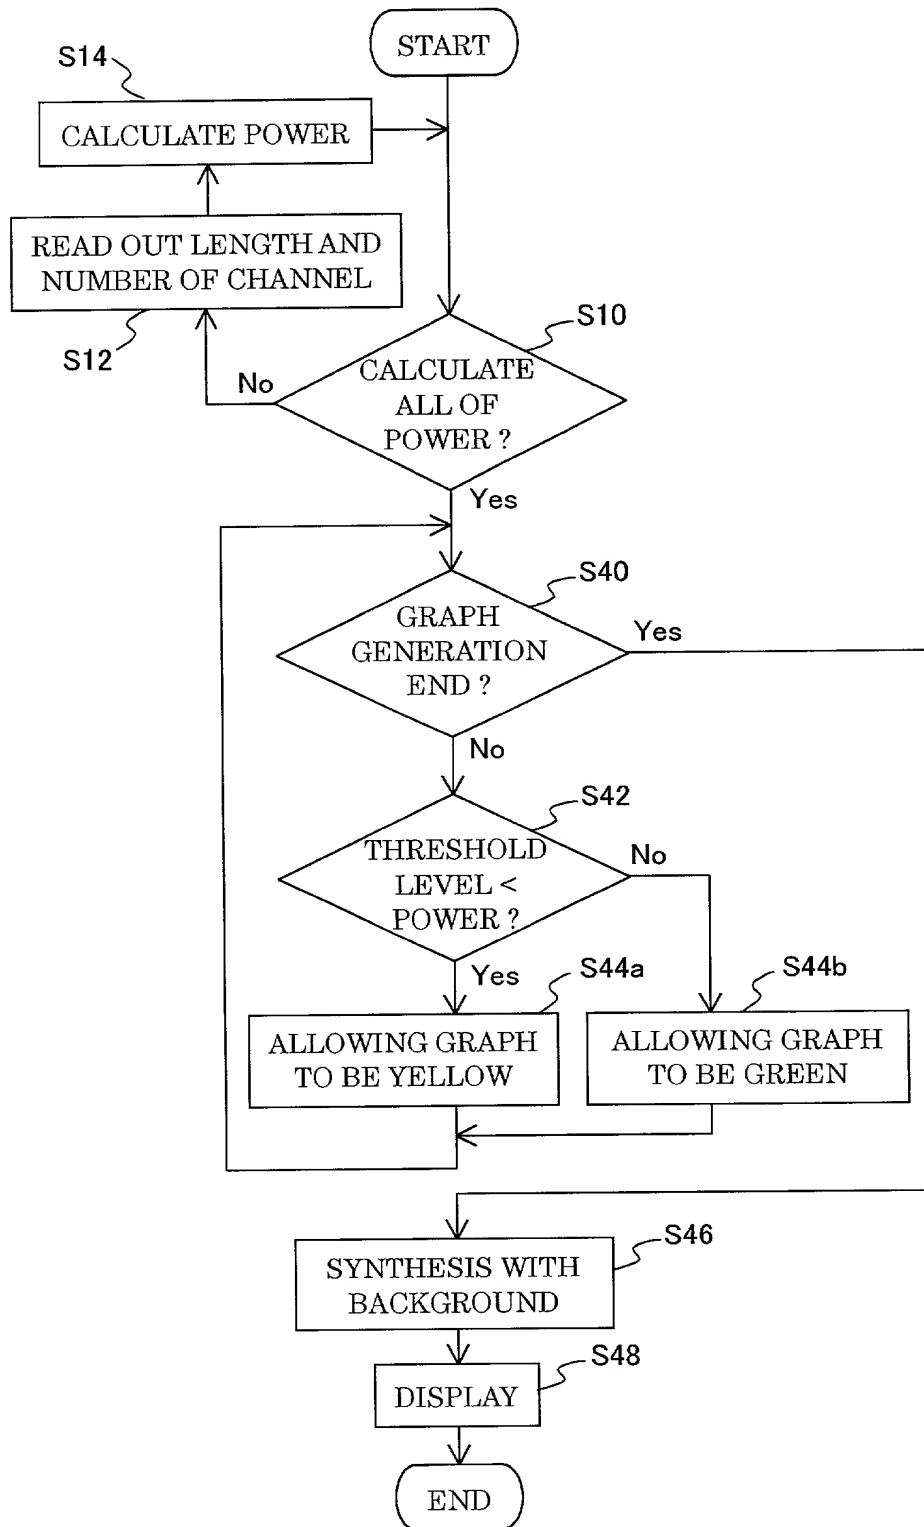 START
S14
CALCULATE POWER
READ OUT LENGTH AND
NUMBER OF CHANNEL
S12
S10
No
CALCULATE
ALL OF
POWER ?
Yes
S40
GRAPH
GENERATION
END ?
Yes
No
S42
THRESHOLD
LEVEL <
POWER ?
No
Yes
S44a
S44b
ALLOWING GRAPH
TO BE YELLOW
ALLOWING GRAPH
TO BE GREEN
S46
SYNTHESIS WITH
BACKGROUND
S48
DISPLAY
END